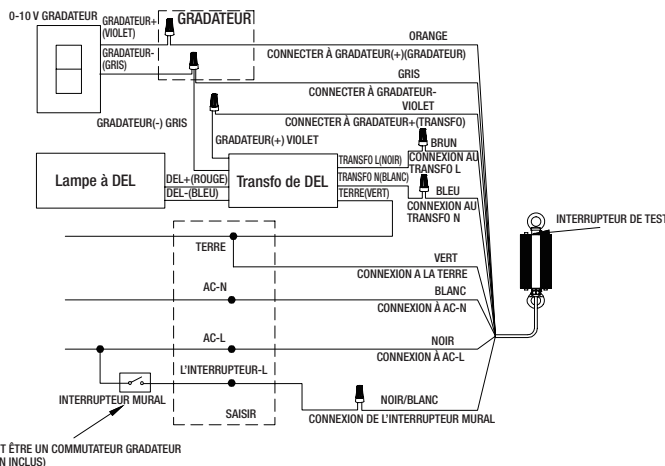 0-10 V GRADATEUR
GRADATEUR+
(VIOLET)
GRADATEUR
GRADATEUR-
(GRIS)
ORANGE
CONNECTER À GRADATEUR(+)(GRADATEUR)
GRIS
CONNECTER À GRADATEUR-
VIOLET
CONNECTER À GRADATEUR+(TRANSFO)
GRADATEUR(-) GRIS
GRADATEUR(+) VIOLET
BRUN
CONNEXION AU
TRANSFO L
TRANSFO L(NOIR)
TRANSFO N(BLANC)
TERRE(VERT)
BLEU
CONNEXION AU
TRANSFO N
Lampe à DEL
DEL+(ROUGE)
DEL-(BLEU)
Transfo de DEL
INTERRUPTEUR DE TEST
TERRE
VERT
CONNEXION A LA TERRE
AC-N
BLANC
CONNEXION À AC-N
AC-L
NOIR
CONNEXION À AC-L
L'INTERRUPTEUR-L
INTERRUPTEUR MURAL
NOIR/BLANC
CONNEXION DE L'INTERRUPTEUR MURAL
SAISIR
T ÊTRE UN COMMUTATEUR GRADATEUR
N INCLUS)